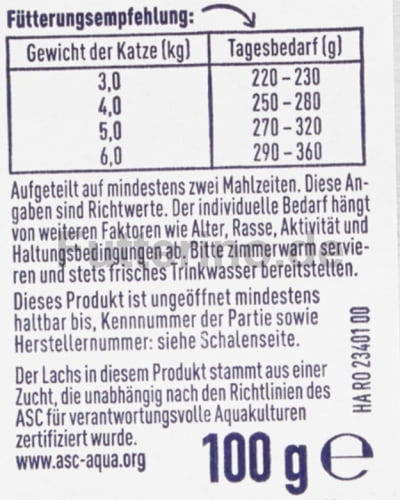 Fütterungsempfehlung:
Gewicht der Katze (kg) Tagesbedarf (g)
3,0 220 – 230
4,0 250 – 280
5,0 270 – 320
6,0 290 – 360
Aufgeteilt auf mindestens zwei Mahlzeiten. Diese An-
gaben sind Richtwerte. Der individuelle Bedarf hängt
von weiteren Faktoren wie Alter, Rasse, Aktivität und
Haltungsbedingungen ab. Bitte zimmerwarm servie-
ren und stets frisches Trinkwasser bereitstellen.
Dieses Produkt ist ungeöffnet mindestens
haltbar bis, Kennnummer der Partie sowie
Herstellernummer: siehe Schalenseite.
Der Lachs in diesem Produkt stammt aus einer
Zucht, die unabhängig nach den Richtlinien des
ASC für verantwortungsvolle Aquakulturen
zertifiziert wurde.
www.asc-aqua.org
100 g ℮
HA RO 23401 00